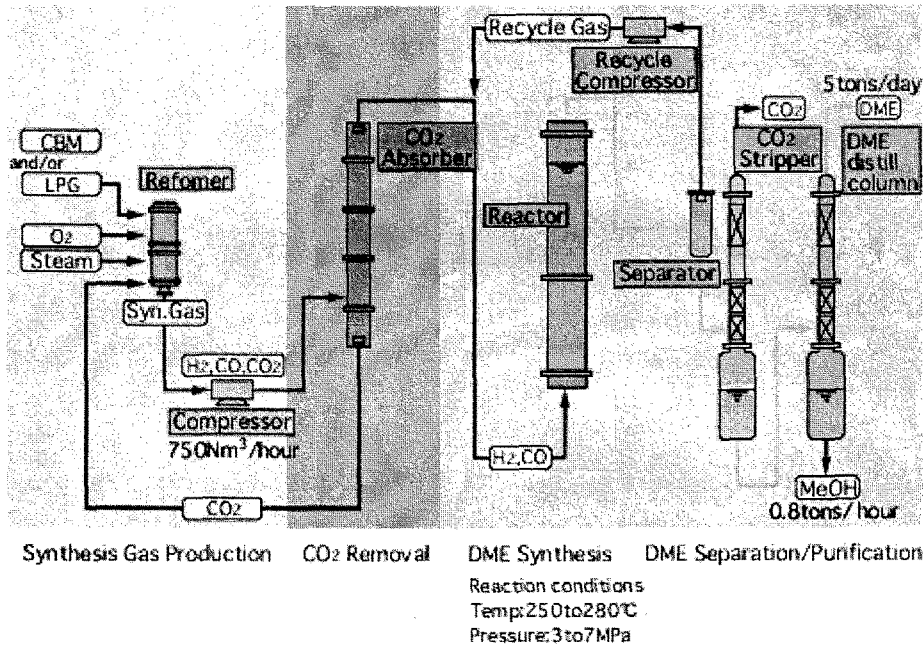 Recycle Gas
Recycle
Compressor
5 tons/day
CO2
DME
CBM
and/or
LPG
Refomer
CO2
Absorber
CO2
Stripper
DME
distill
column
O2
Steam
Reactor
Separator
Syn.Gas
H2,CO,CO2
Compressor
750Nm³/hour
H2,CO
CO2
MeOH
0.8tons/hour
Synthesis Gas Production
CO2 Removal
DME Synthesis
DME Separation/Purification
Reaction conditions
Temp:250to280℃
Pressure:3to7MPa